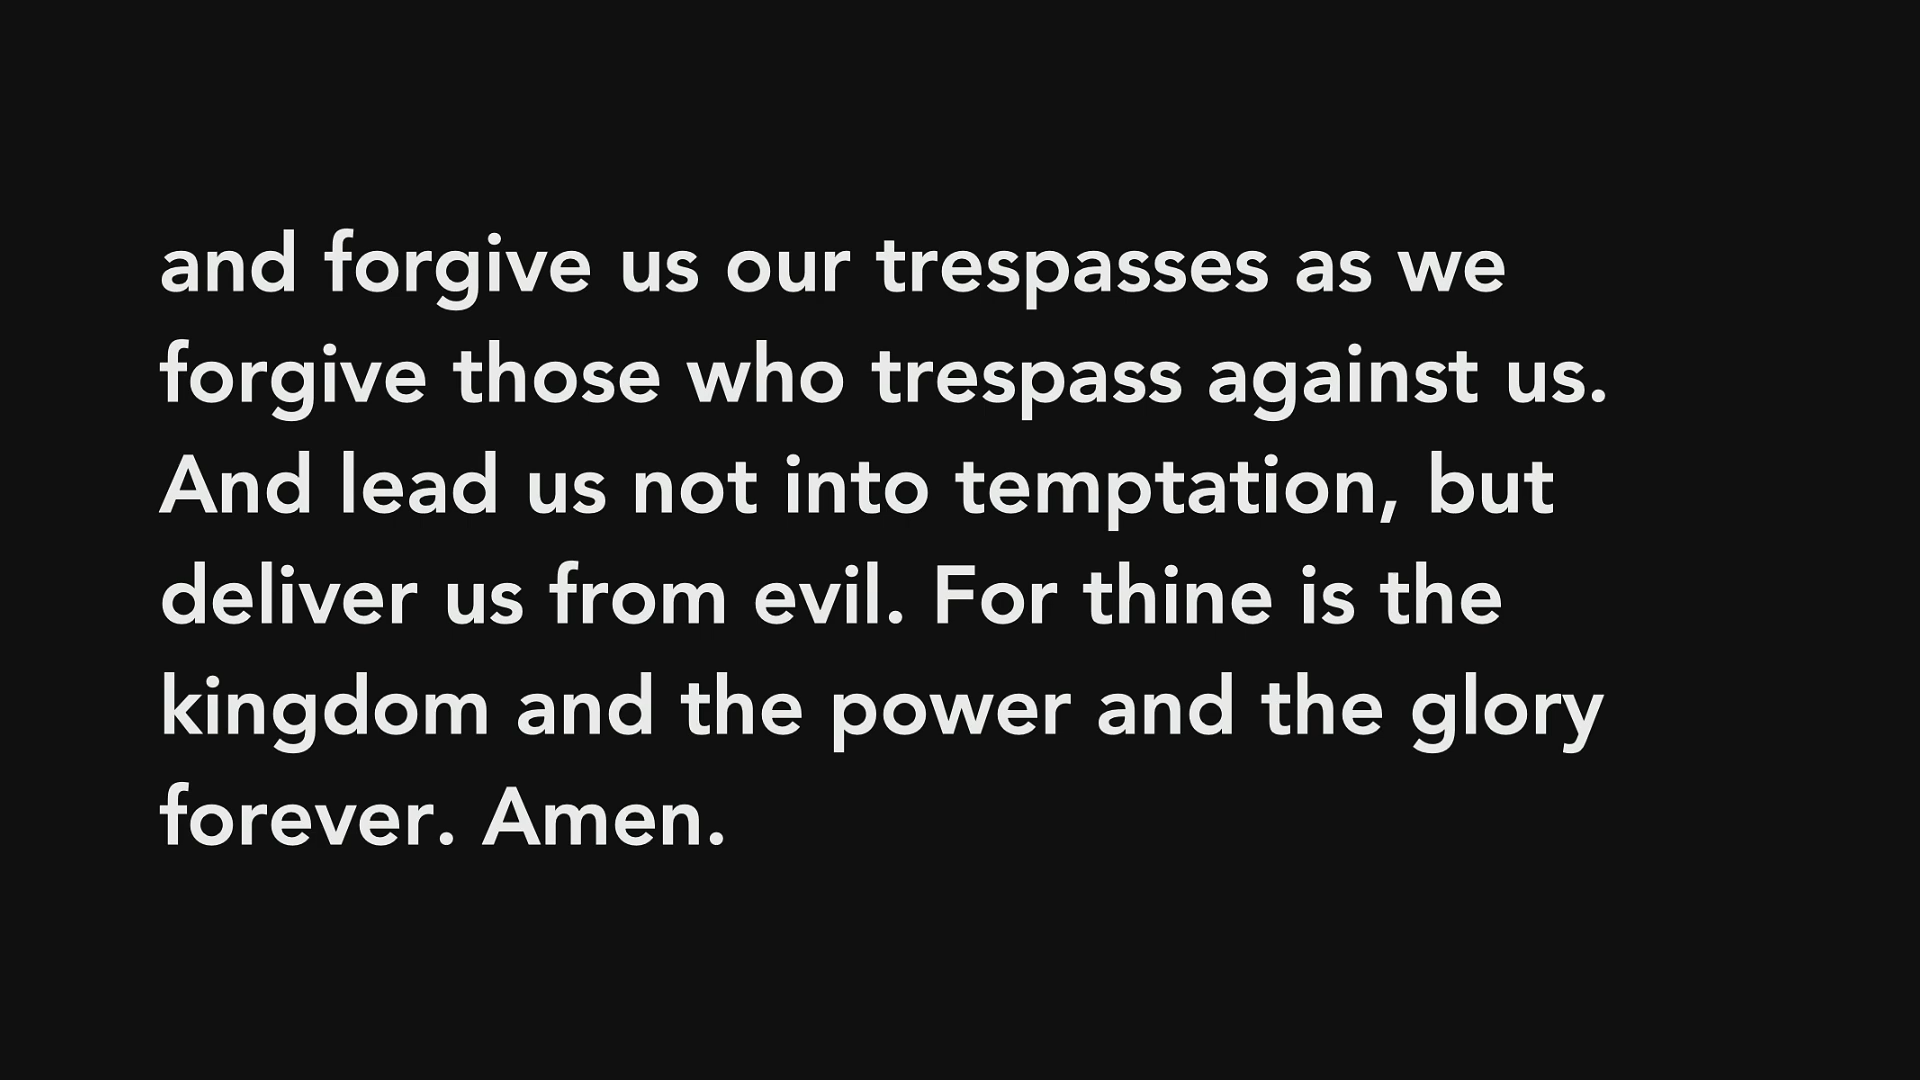 and forgive us our trespasses as we
forgive those who trespass against us.
And lead us not into temptation, but
deliver us from evil. For thine is the
kingdom and the power and the glory
forever. Amen.